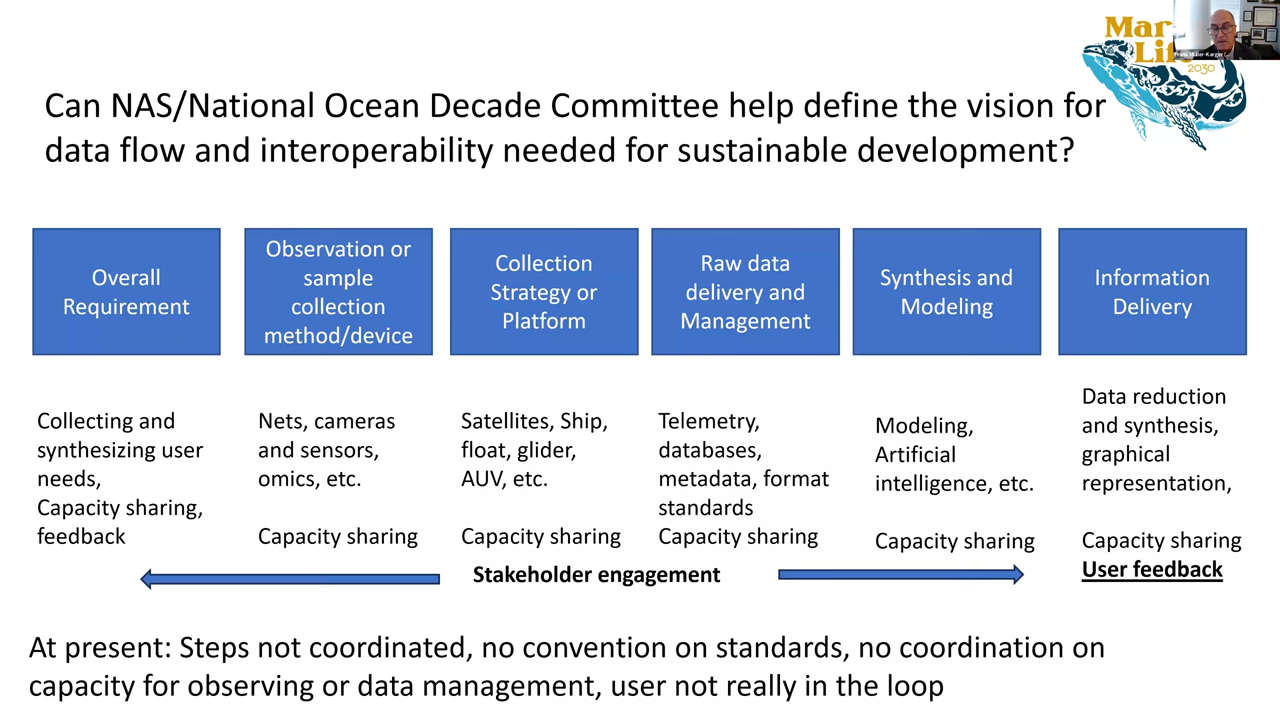 Mar
Li
2030
Can NAS/National Ocean Decade Committee help define the vision for
data flow and interoperability needed for sustainable development?
Overall
Requirement
Observation or
sample
collection
method/device
Collection
Strategy or
Platform
Raw data
delivery and
Management
Synthesis and
Modeling
Information
Delivery
Collecting and
synthesizing user
needs,
Capacity sharing,
feedback
Nets, cameras
and sensors,
omics, etc.
Capacity sharing
Satellites, Ship,
float, glider,
AUV, etc.
Capacity sharing
Telemetry,
databases,
metadata, format
standards
Capacity sharing
Modeling,
Artificial
intelligence, etc.
Capacity sharing
Data reduction
and synthesis,
graphical
representation,
Capacity sharing
User feedback
Stakeholder engagement
At present: Steps not coordinated, no convention on standards, no coordination on
capacity for observing or data management, user not really in the loop